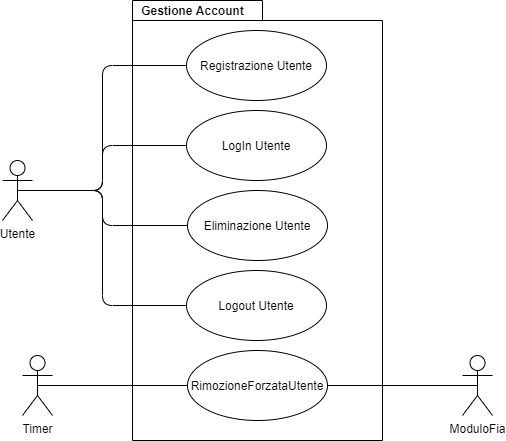 Gestione Account
Registrazione Utente
LogIn Utente
Utente
Eliminazione Utente
Logout Utente
RimozioneForzataUtente
Timer
ModuloFia